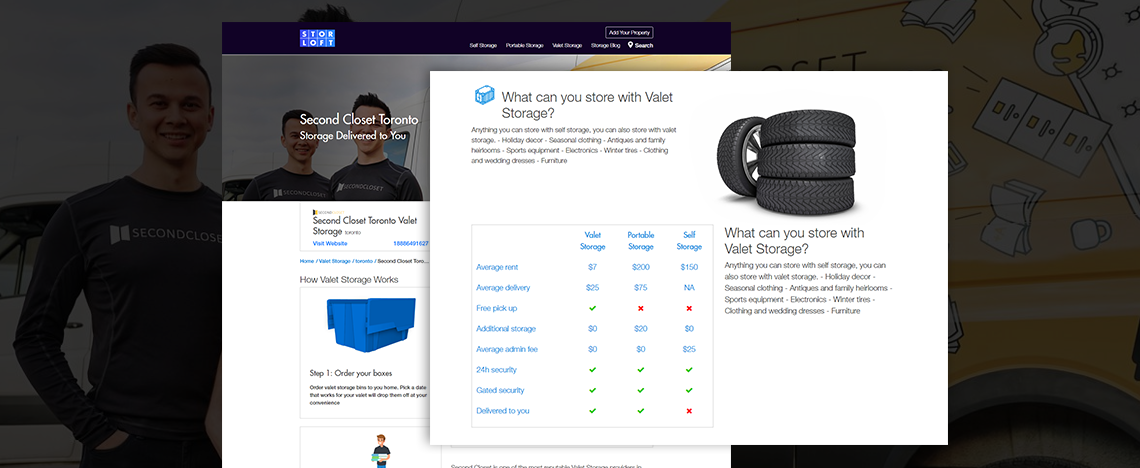 SECONDCLOSET
CLOSET
STOR
LOFT
Add Your Property
Self Storage Portable Storage Valet Storage Storage Blog Search
Second Closet Toronto
Storage Delivered to You
SECONDCLOSET
Second Closet Toronto Valet
Storage toronto
Visit Website 18886491627
Home / Valet Storage / toronto / Second Closet Toro...
How Valet Storage Works
Step 1: Order your boxes
Order valet storage bins to you home. Pick a date
that works for your valet will drop them off at your
convenience
What can you store with Valet
Storage?
Anything you can store with self storage, you can also store with valet
storage. - Holiday decor - Seasonal clothing - Antiques and family
heirlooms - Sports equipment - Electronics - Winter tires - Clothing
and wedding dresses - Furniture
Valet Storage Portable Storage Self Storage
Average rent $7 $200 $150
Average delivery $25 $75 NA
Free pick up
Additional storage $0 $20 $0
Average admin fee $0 $0 $25
24h security
Gated security
Delivered to you
What can you store with
Valet Storage?
Anything you can store with self storage, you can
also store with valet storage. - Holiday decor -
Seasonal clothing - Antiques and family heirlooms -
Sports equipment - Electronics - Winter tires -
Clothing and wedding dresses - Furniture
Second Closet is one of the most reputable Valet Storage providers in